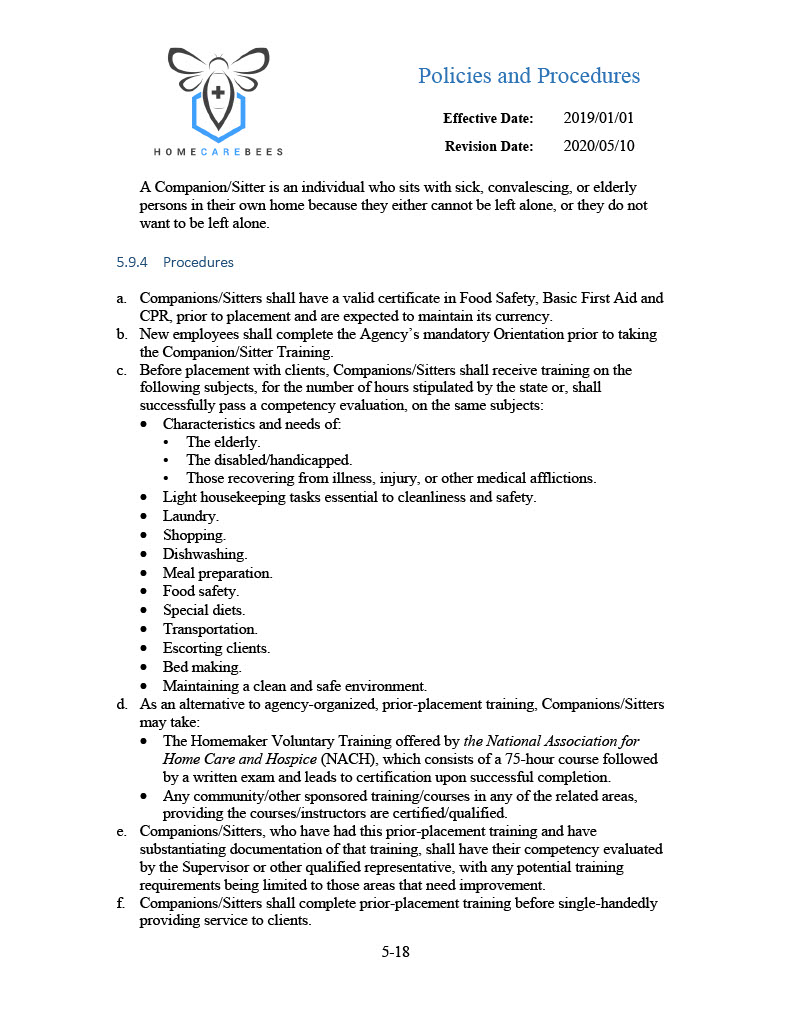 Policies and Procedures
Effective Date: 2019/01/01
Revision Date: 2020/05/10
HOMECAREBEES
A Companion/Sitter is an individual who sits with sick, convalescing, or elderly
persons in their own home because they either cannot be left alone, or they do not
want to be left alone.
5.9.4 Procedures
a. Companions/Sitters shall have a valid certificate in Food Safety, Basic First Aid and
CPR, prior to placement and are expected to maintain its currency.
b. New employees shall complete the Agency's mandatory Orientation prior to taking
the Companion/Sitter Training.
c. Before placement with clients, Companions/Sitters shall receive training on the
following subjects, for the number of hours stipulated by the state or, shall
successfully pass a competency evaluation, on the same subjects:
• Characteristics and needs of:
• The elderly.
• The disabled/handicapped.
• Those recovering from illness, injury, or other medical afflictions.
• Light housekeeping tasks essential to cleanliness and safety.
• Laundry.
• Shopping.
• Dishwashing.
• Meal preparation.
• Food safety.
• Special diets.
• Transportation.
• Escorting clients.
• Bed making.
• Maintaining a clean and safe environment.
d. As an alternative to agency-organized, prior-placement training, Companions/Sitters
may take:
• The Homemaker Voluntary Training offered by the National Association for
Home Care and Hospice (NACH), which consists of a 75-hour course followed
by a written exam and leads to certification upon successful completion.
• Any community/other sponsored training/courses in any of the related areas,
providing the courses/instructors are certified/qualified.
e. Companions/Sitters, who have had this prior-placement training and have
substantiating documentation of that training, shall have their competency evaluated
by the Supervisor or other qualified representative, with any potential training
requirements being limited to those areas that need improvement.
f. Companions/Sitters shall complete prior-placement training before single-handedly
providing service to clients.
5-18